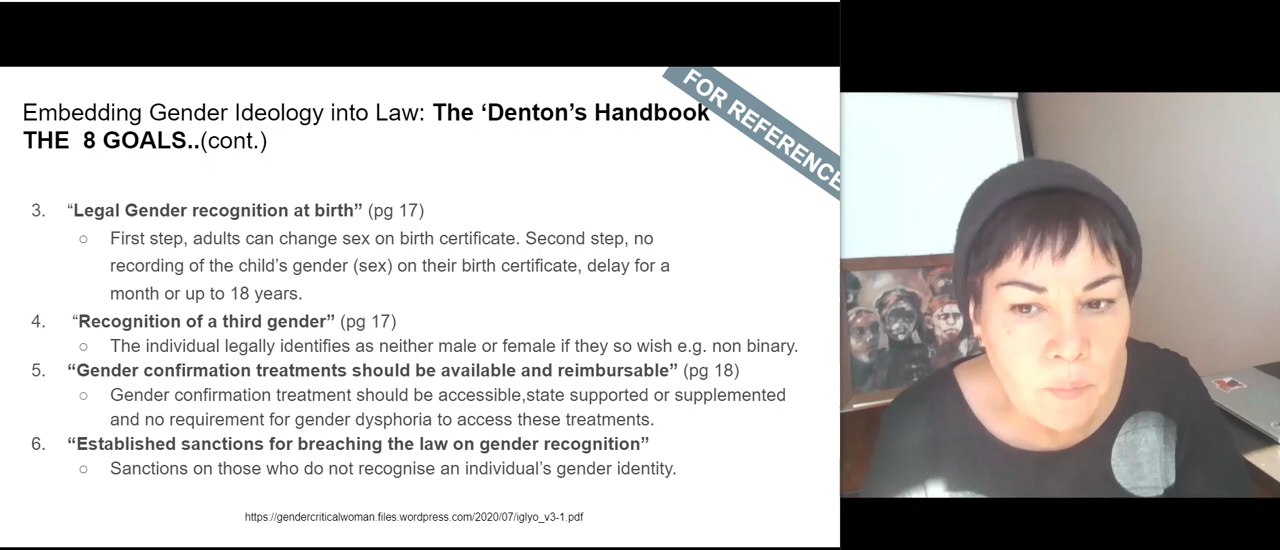 FOR REFERENCE
Embedding Gender Ideology into Law: The ‘Denton’s Handbook
THE 8 GOALS..(cont.)
3. “Legal Gender recognition at birth” (pg 17)
○ First step, adults can change sex on birth certificate. Second step, no
recording of the child’s gender (sex) on their birth certificate, delay for a
month or up to 18 years.
4. “Recognition of a third gender” (pg 17)
○ The individual legally identifies as neither male or female if they so wish e.g. non binary.
5. “Gender confirmation treatments should be available and reimbursable” (pg 18)
○ Gender confirmation treatment should be accessible,state supported or supplemented
and no requirement for gender dysphoria to access these treatments.
6. “Established sanctions for breaching the law on gender recognition”
○ Sanctions on those who do not recognise an individual’s gender identity.
https://gendercriticalwoman.files.wordpress.com/2020/07/iglyo_v3-1.pdf